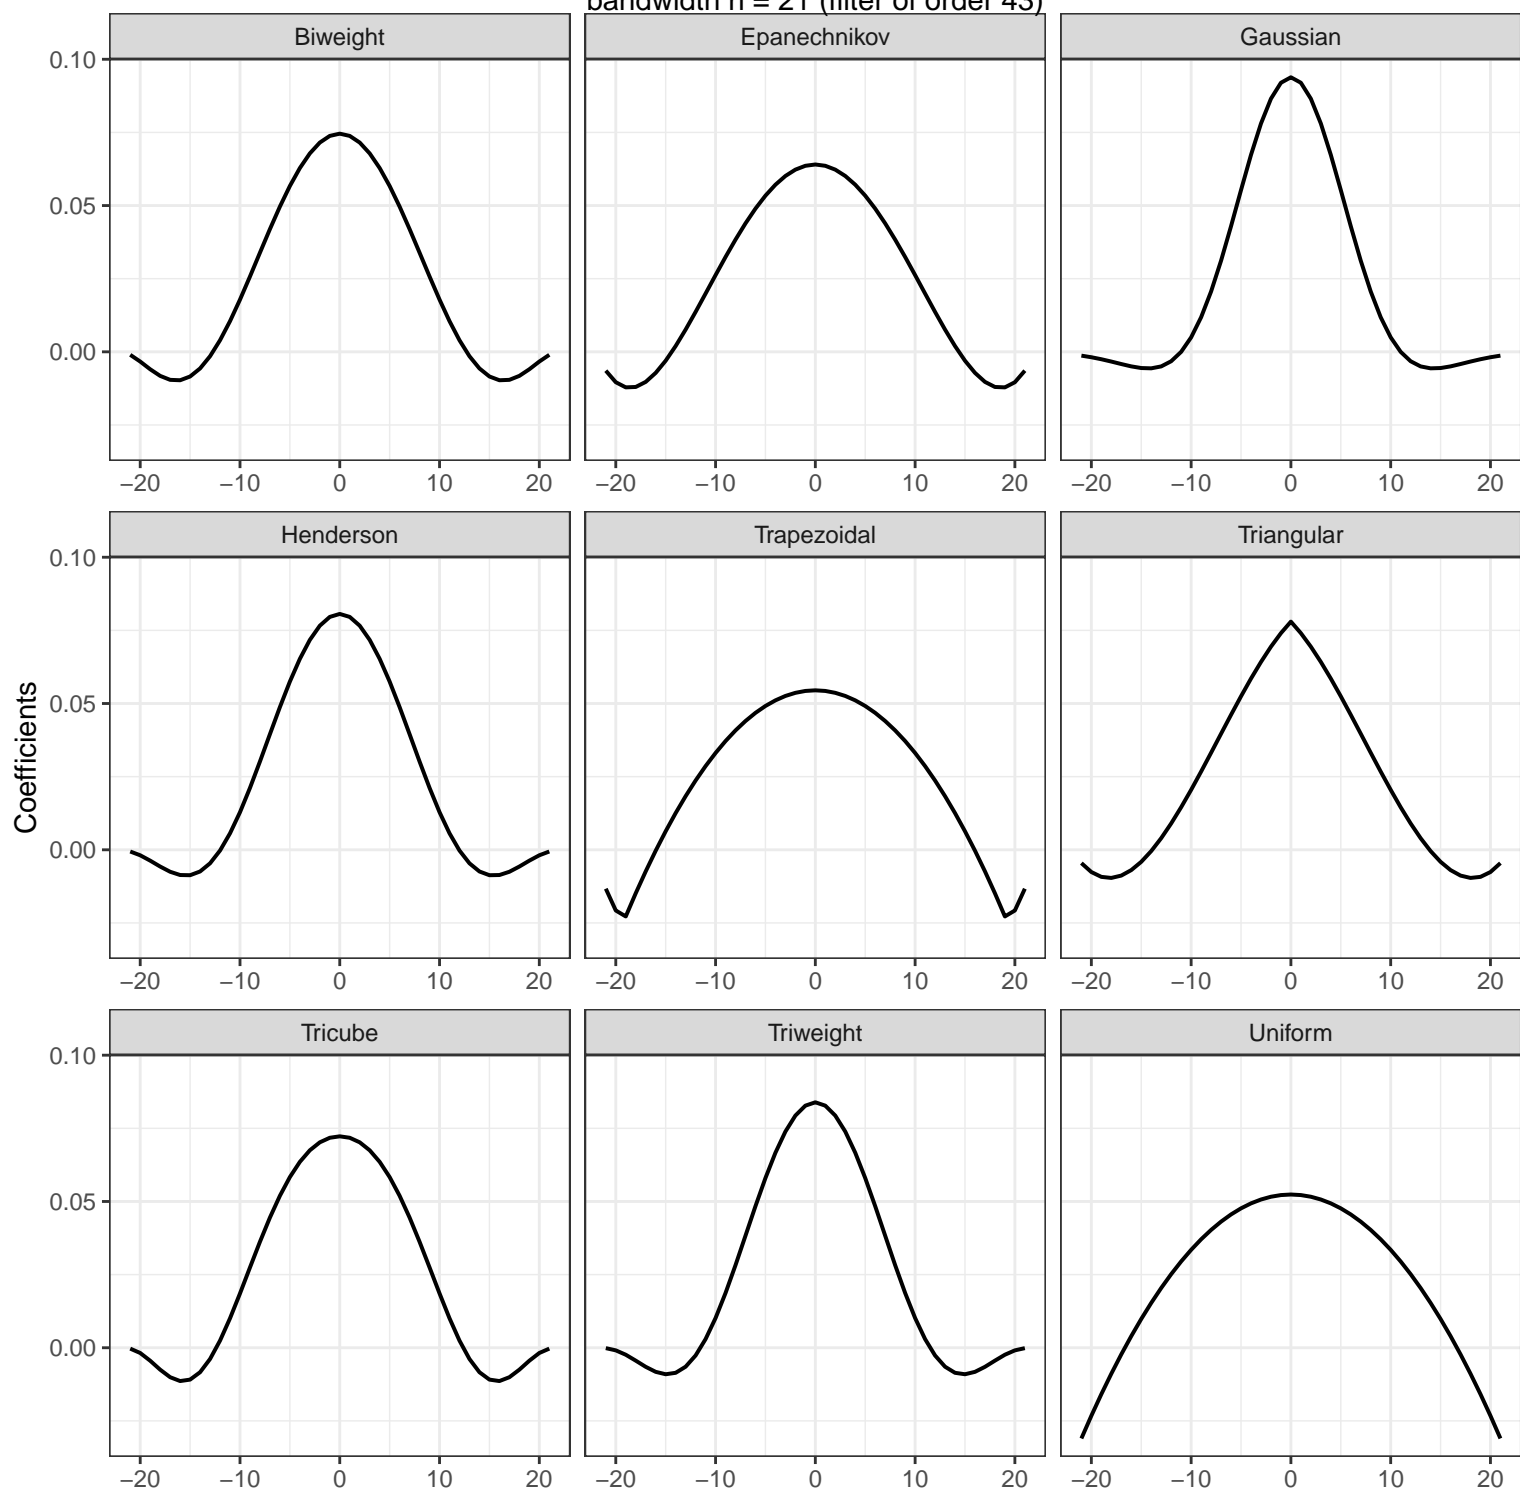 bandwidth h = 21 (filter of order 43)
Biweight Epanechnikov Gaussian
0.10
0.05
0.00
−20 −10 0 10 20 −20 −10 0 10 20 −20 −10 0 10 20
Henderson Trapezoidal Triangular
0.10
0.05
0.00
Coefficients
−20 −10 0 10 20 −20 −10 0 10 20 −20 −10 0 10 20
Tricube Triweight Uniform
0.10
0.05
0.00
−20 −10 0 10 20 −20 −10 0 10 20 −20 −10 0 10 20